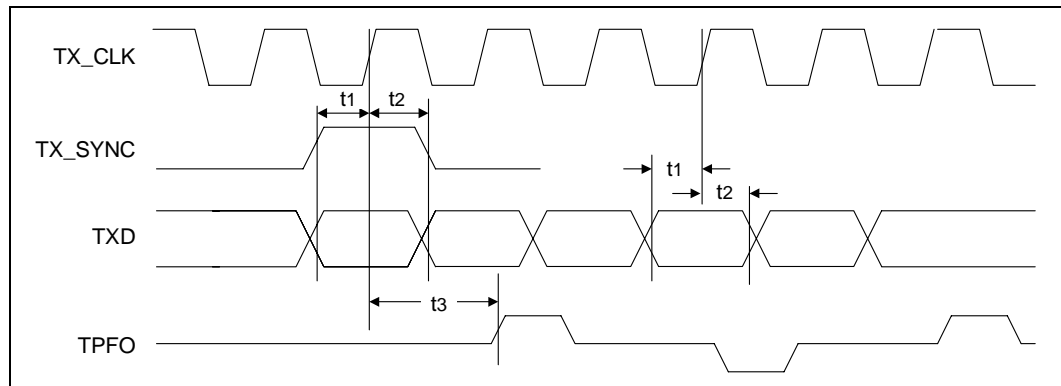 TX_CLK
t1 t2
TX_SYNC
t1
t2
TXD
t3
TPFO